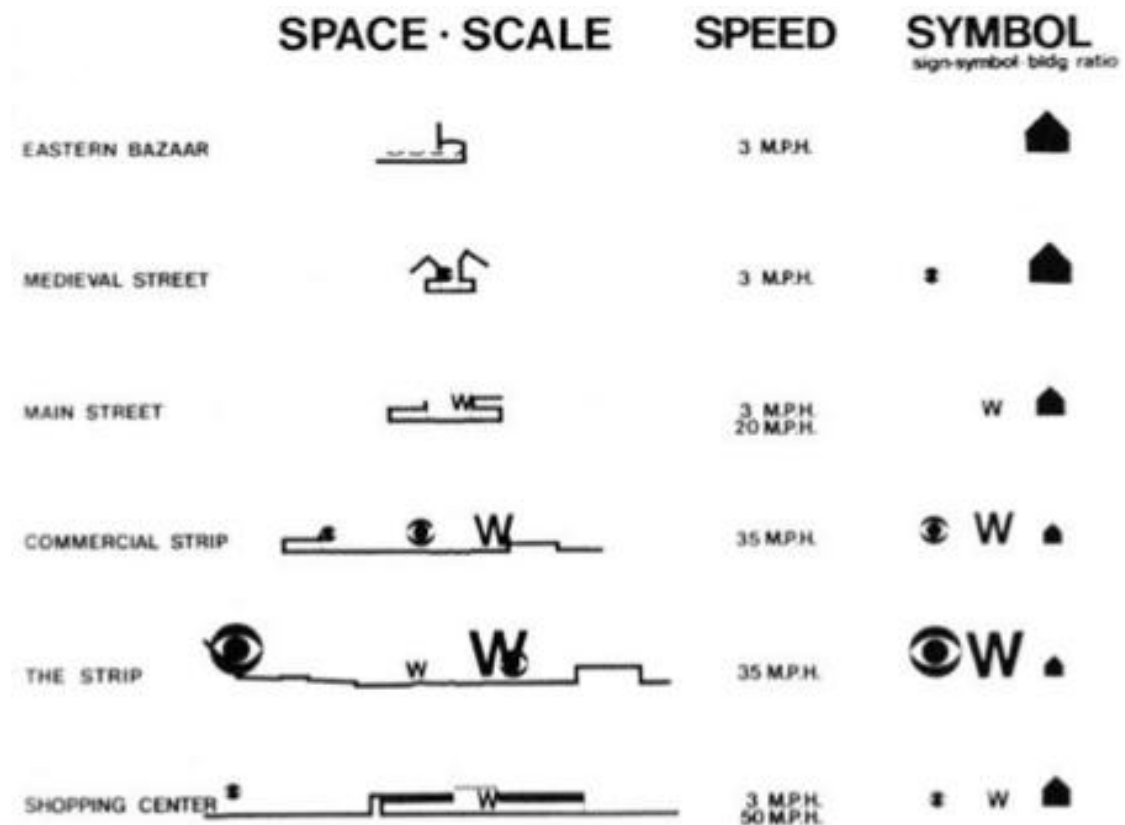 SPACE · SCALE SPEED SYMBOL
sign-symbol-bldg ratio
EASTERN BAZAAR 3 M.P.H.
MEDIEVAL STREET 3 M.P.H.
MAIN STREET W 3 M.P.H. W
20 M.P.H.
COMMERCIAL STRIP W 35 M.P.H. W
THE STRIP W W 35 M.P.H. W
SHOPPING CENTER W 3 M.P.H. W
50 M.P.H.